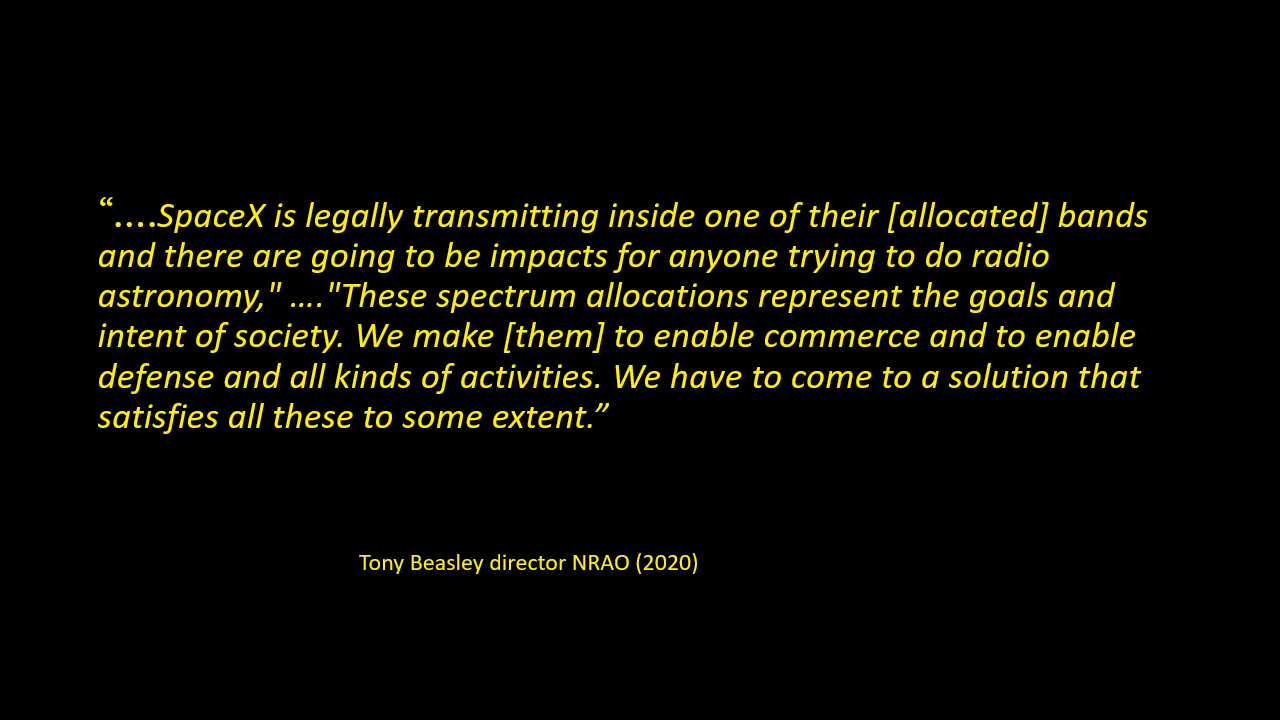 “....SpaceX is legally transmitting inside one of their [allocated] bands
and there are going to be impacts for anyone trying to do radio
astronomy," ...."These spectrum allocations represent the goals and
intent of society. We make [them] to enable commerce and to enable
defense and all kinds of activities. We have to come to a solution that
satisfies all these to some extent.”
Tony Beasley director NRAO (2020)